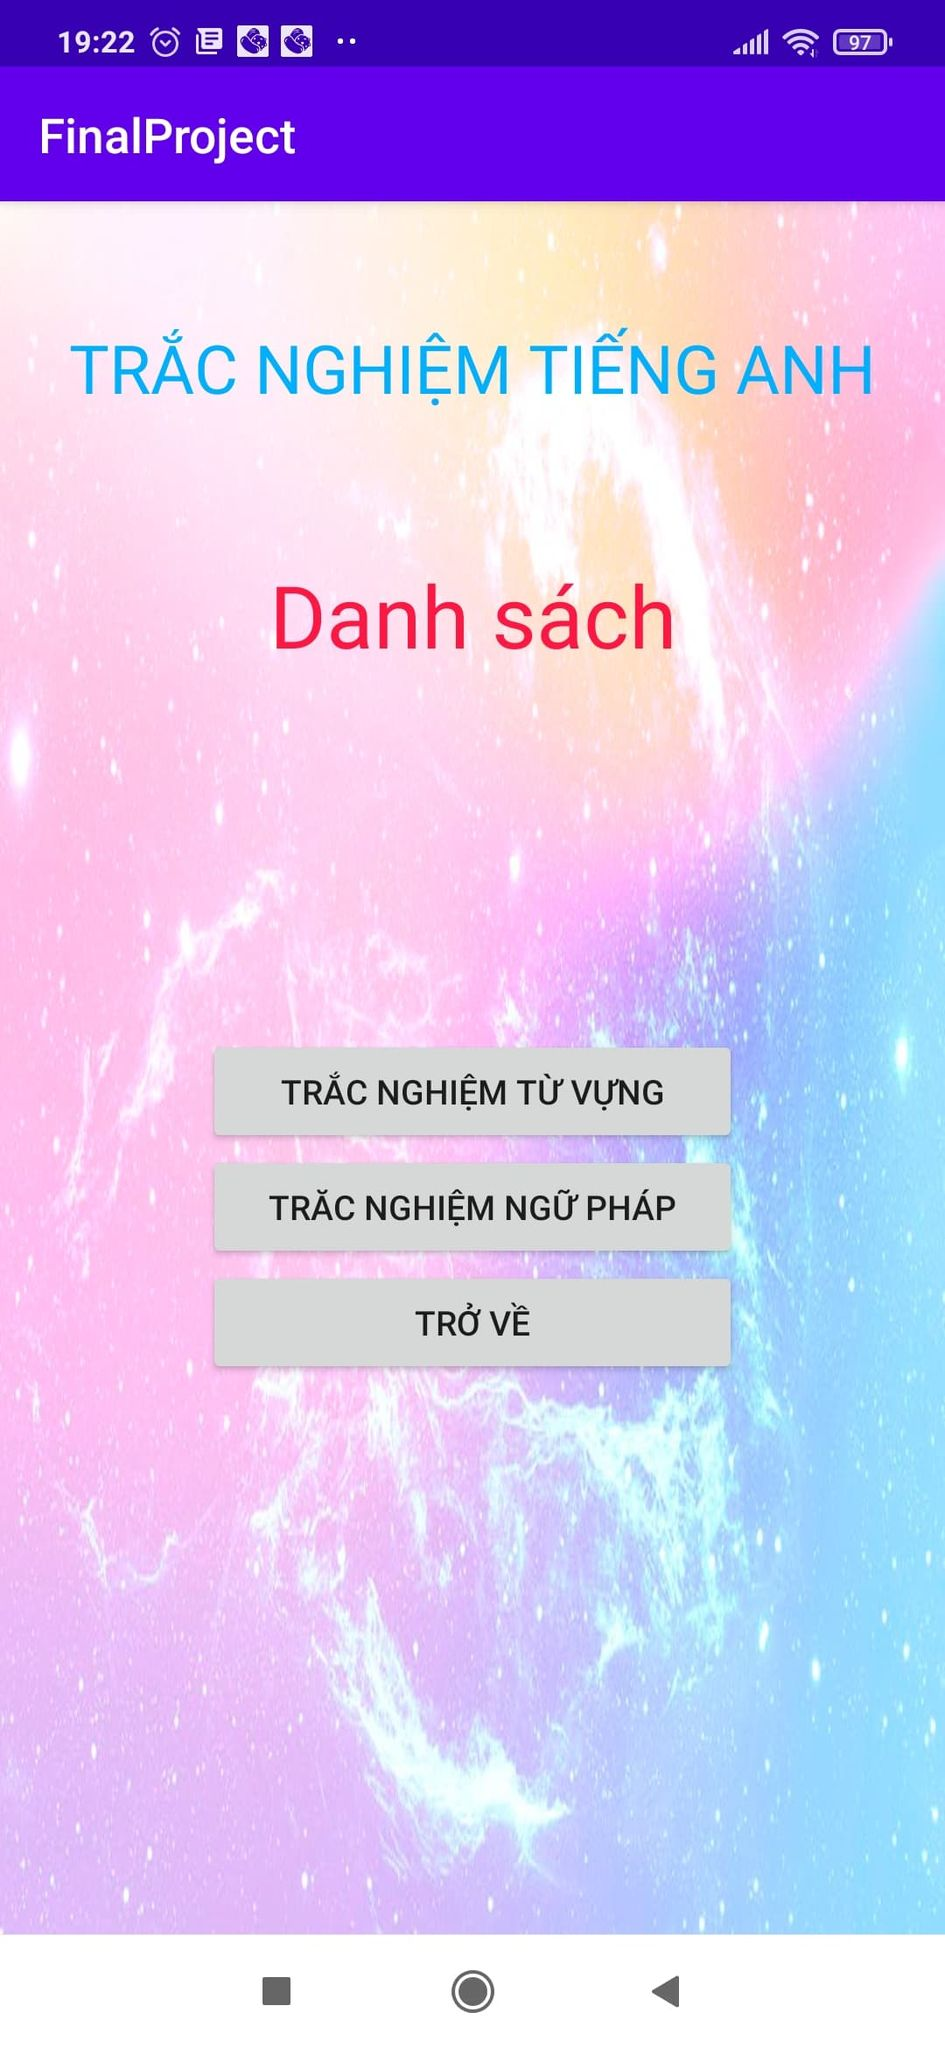 19:22
97
FinalProject
TRẮC NGHIỆM TIẾNG ANH
Danh sách
TRẮC NGHIỆM TỪ VỰNG
TRĂC NGHIỆM NGỮ PHÁP
TRỞ VỀ